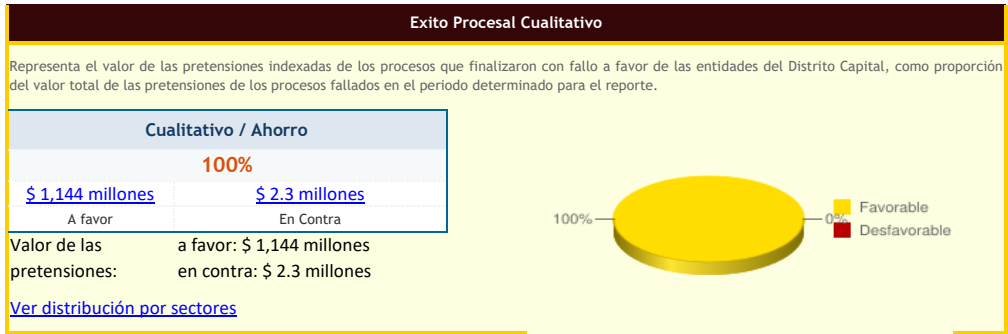 Exito Procesal Cualitativo
Representa el valor de las pretensiones indexadas de los procesos que finalizaron con fallo a favor de las entidades del Distrito Capital, como proporción
del valor total de las pretensiones de los procesos fallados en el periodo determinado para el reporte.
Cualitativo / Ahorro
100%
$ 1,144 millones $ 2.3 millones
A favor En Contra
Valor de las a favor: $ 1,144 millones
pretensiones: en contra: $ 2.3 millones
Ver distribución por sectores
100% 0%
Favorable
Desfavorable